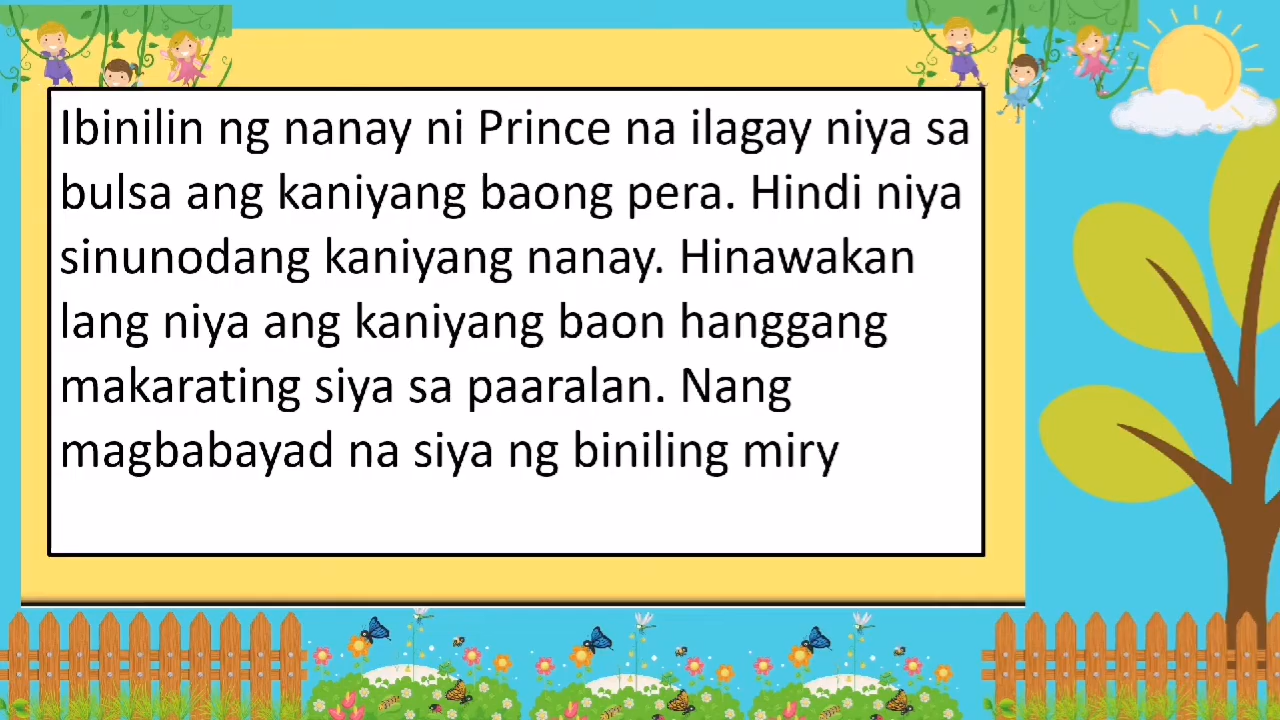 Ibinilin ng nanay ni Prince na ilagay niya sa
bulsa ang kaniyang baong pera. Hindi niya
sinunodang kaniyang nanay. Hinawakan
lang niya ang kaniyang baon hanggang
makarating siya sa paaralan. Nang
magbabayad na siya ng biniling miry